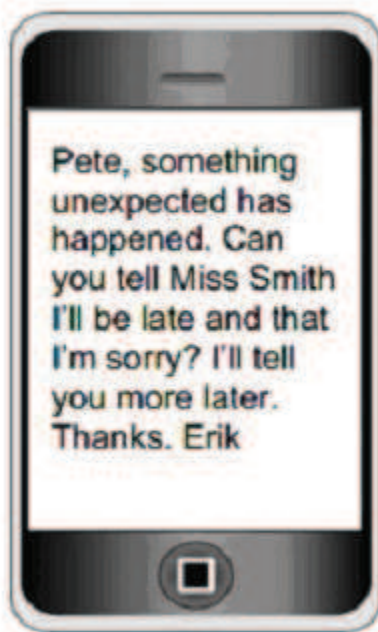 Pete, something
unexpected has
happened. Can
you tell Miss Smith
I'll be late and that
I'm sorry? I'll tell
you more later.
Thanks. Erik